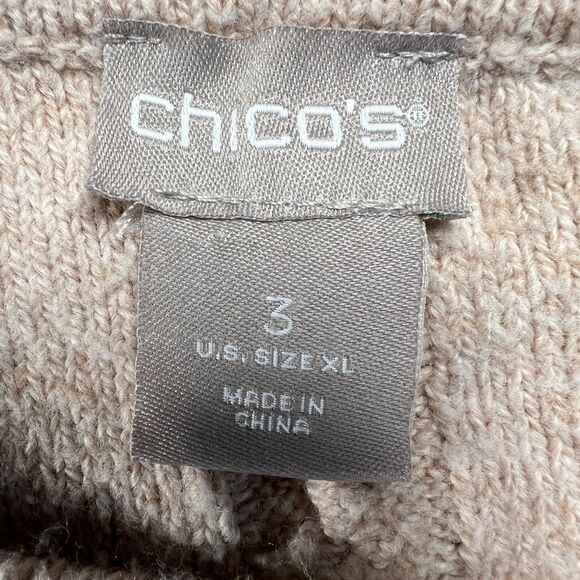 chico's®
3
U.S. SIZE XL
MADE IN
CHINA